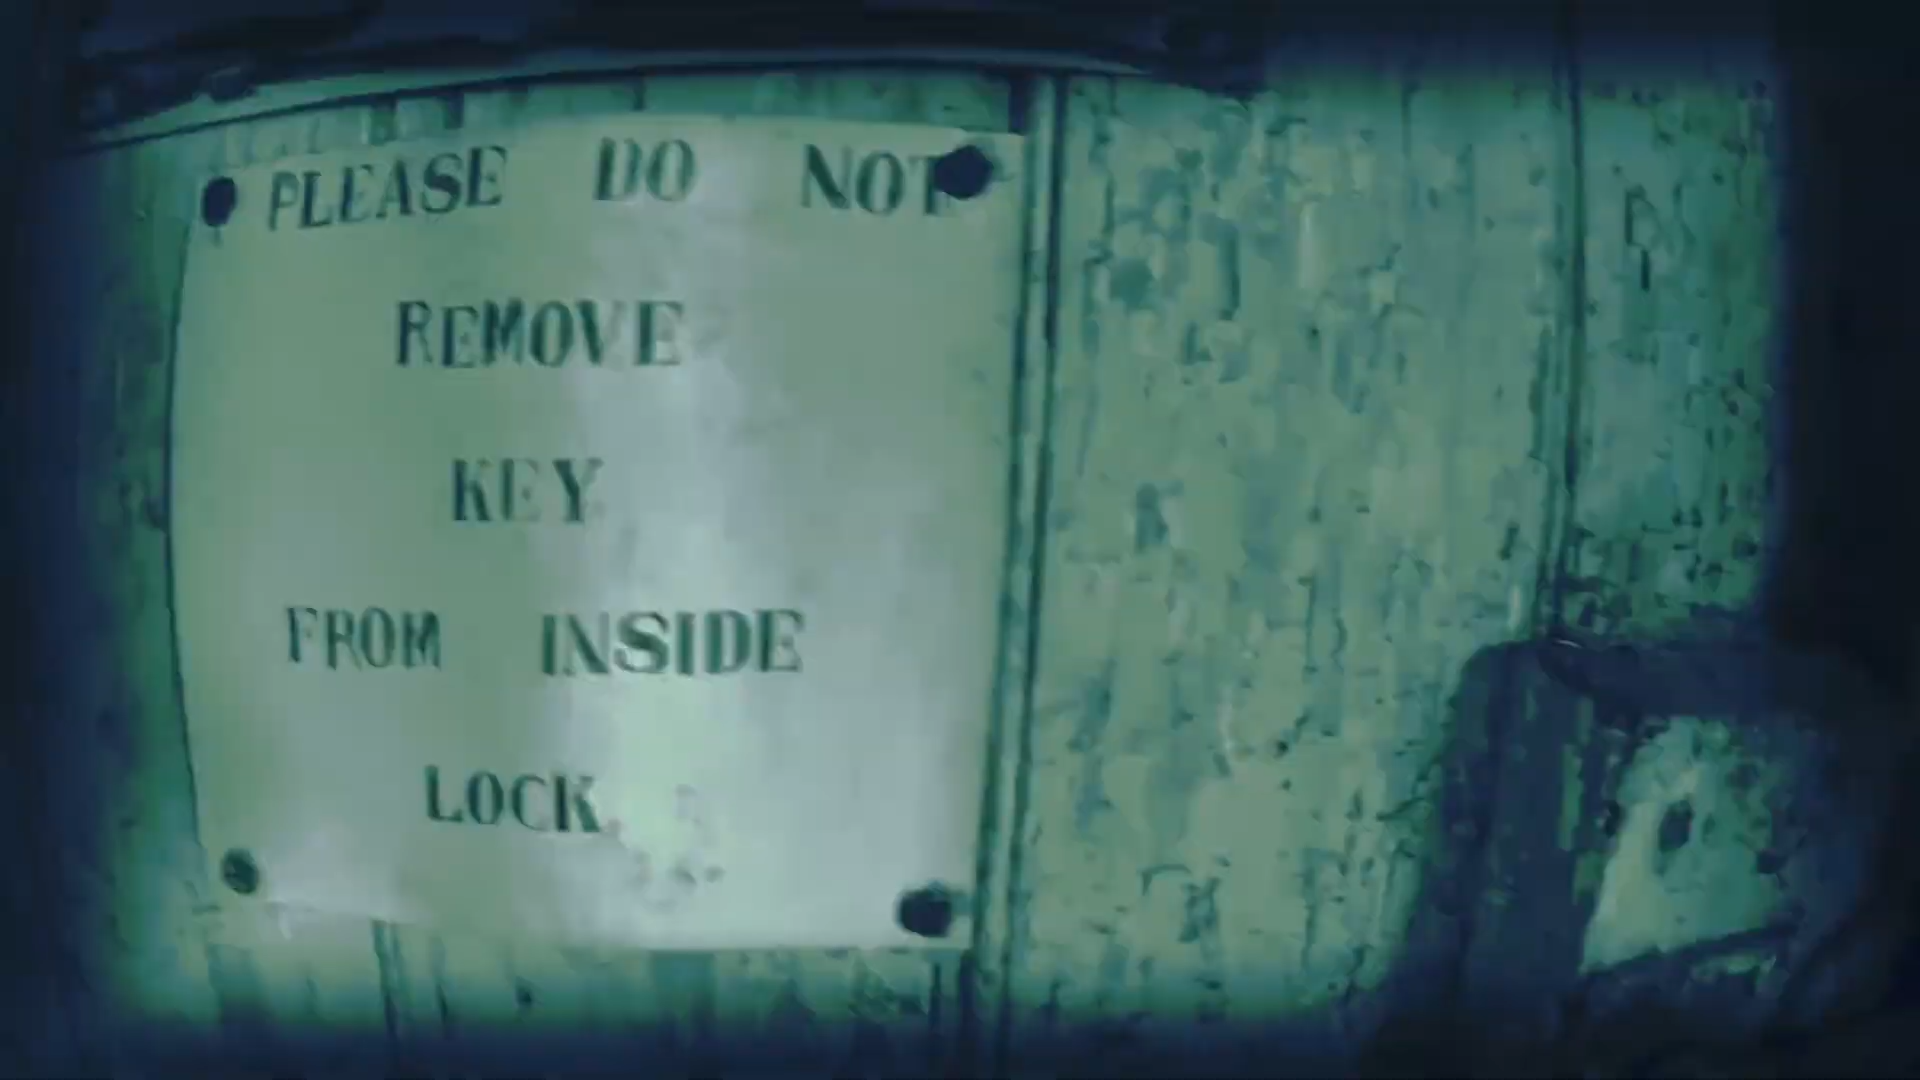 PLEASE DO NOT
REMOVE
KEY
FROM INSIDE
LOCK